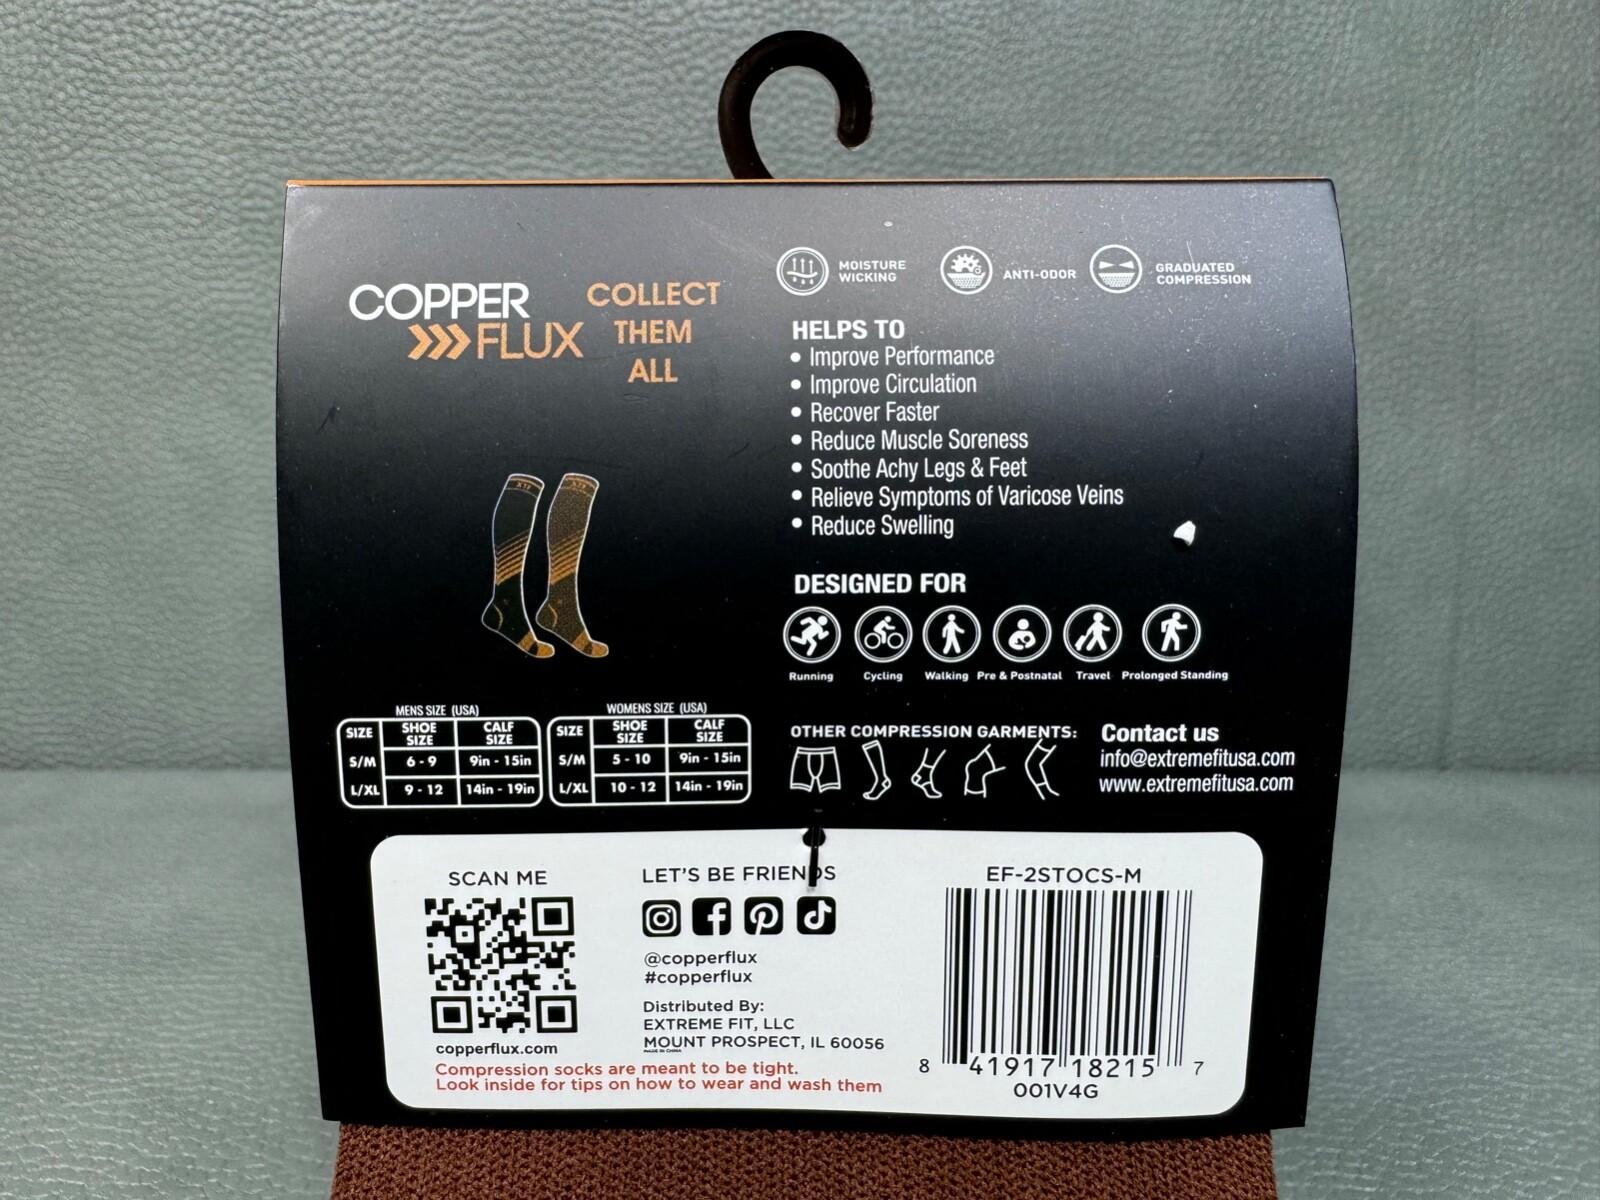 COPPER
FLUX
COLLECT
THEM
ALL
MOISTURE
WICKING
ANTI-ODOR
GRADUATED
COMPRESSION
HELPS TO
• Improve Performance
• Improve Circulation
• Recover Faster
• Reduce Muscle Soreness
• Soothe Achy Legs & Feet
• Relieve Symptoms of Varicose Veins
• Reduce Swelling
DESIGNED FOR
Running Cycling Walking Pre & Postnatal Travel Prolonged Standing
MENS SIZE (USA)
SIZE SHOE SIZE CALF SIZE
S/M 6 - 9 9in - 15in
L/XL 9 - 12 14in - 19in
WOMENS SIZE (USA)
SIZE SHOE SIZE CALF SIZE
S/M 5 - 10 9in - 15in
L/XL 10 - 12 14in - 19in
OTHER COMPRESSION GARMENTS:
Contact us
info@extremefitusa.com
www.extremefitusa.com
SCAN ME
copperflux.com
LET'S BE FRIENDS
@copperflux
#copperflux
Distributed By:
EXTREME FIT, LLC
MOUNT PROSPECT, IL 60056
MADE IN CHINA
Compression socks are meant to be tight.
Look inside for tips on how to wear and wash them
EF-2STOCS-M
8 41917 18215 7
001V4G